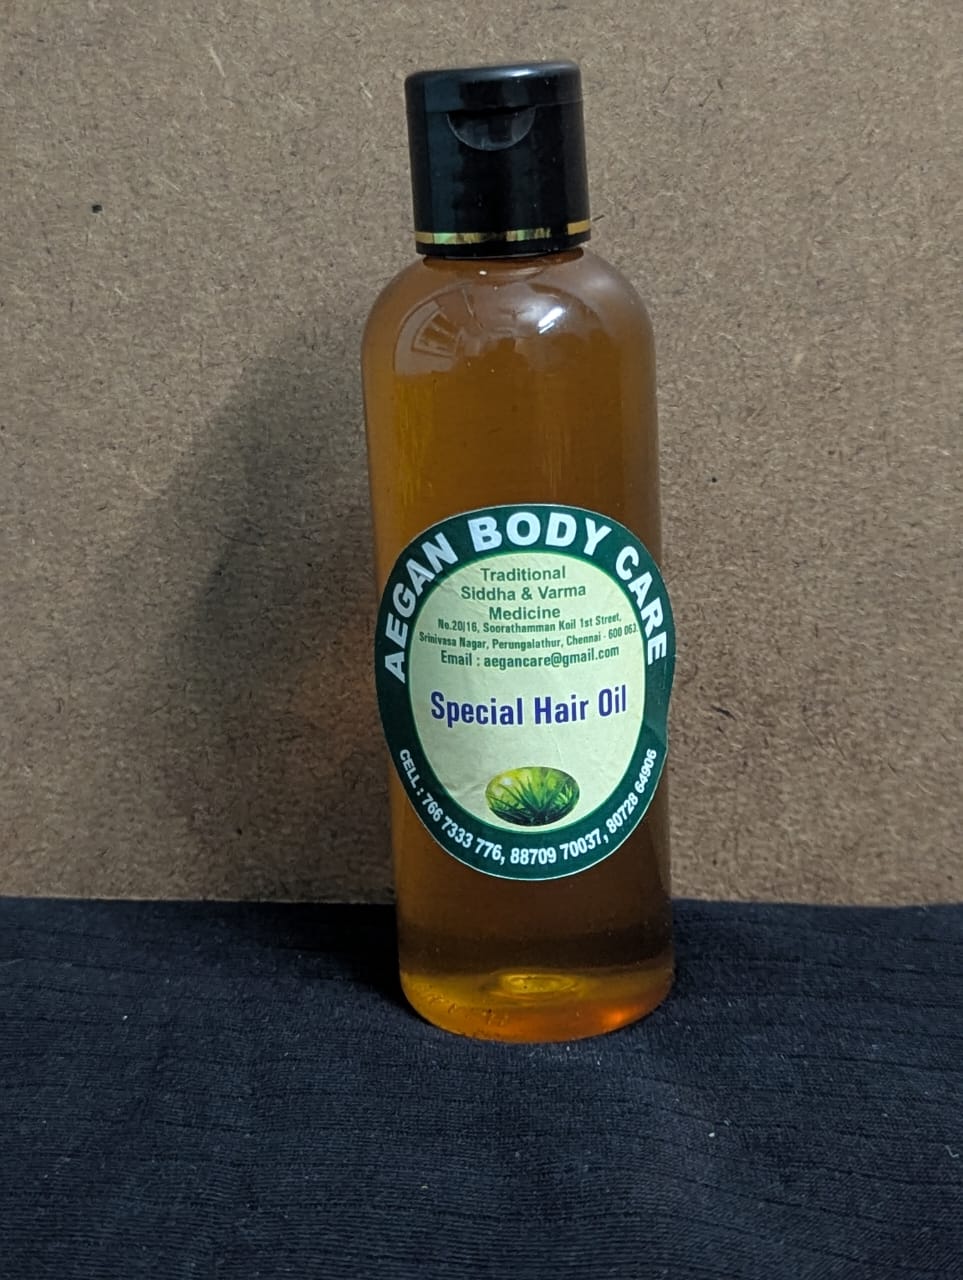 AEGAN BODY CARE
Traditional
Siddha & Varma
Medicine
No.20|16, Soorathamman Koil 1st Street,
Srinivasa Nagar, Perungalathur, Chennai - 600 063.
Email : aegancare@gmail.com
Special Hair Oil
CELL : 766 7333 776, 88709 70037, 80728 64906